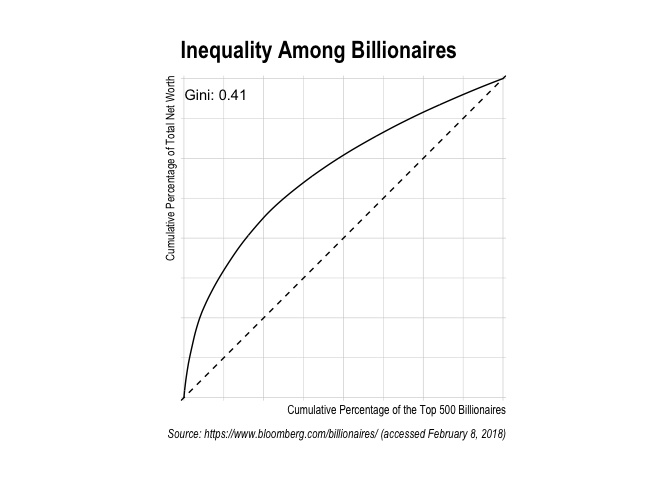 Inequality Among Billionaires
Gini: 0.41
Cumulative Percentage of Total Net Worth
Cumulative Percentage of the Top 500 Billionaires
Source: https://www.bloomberg.com/billionaires/ (accessed February 8, 2018)